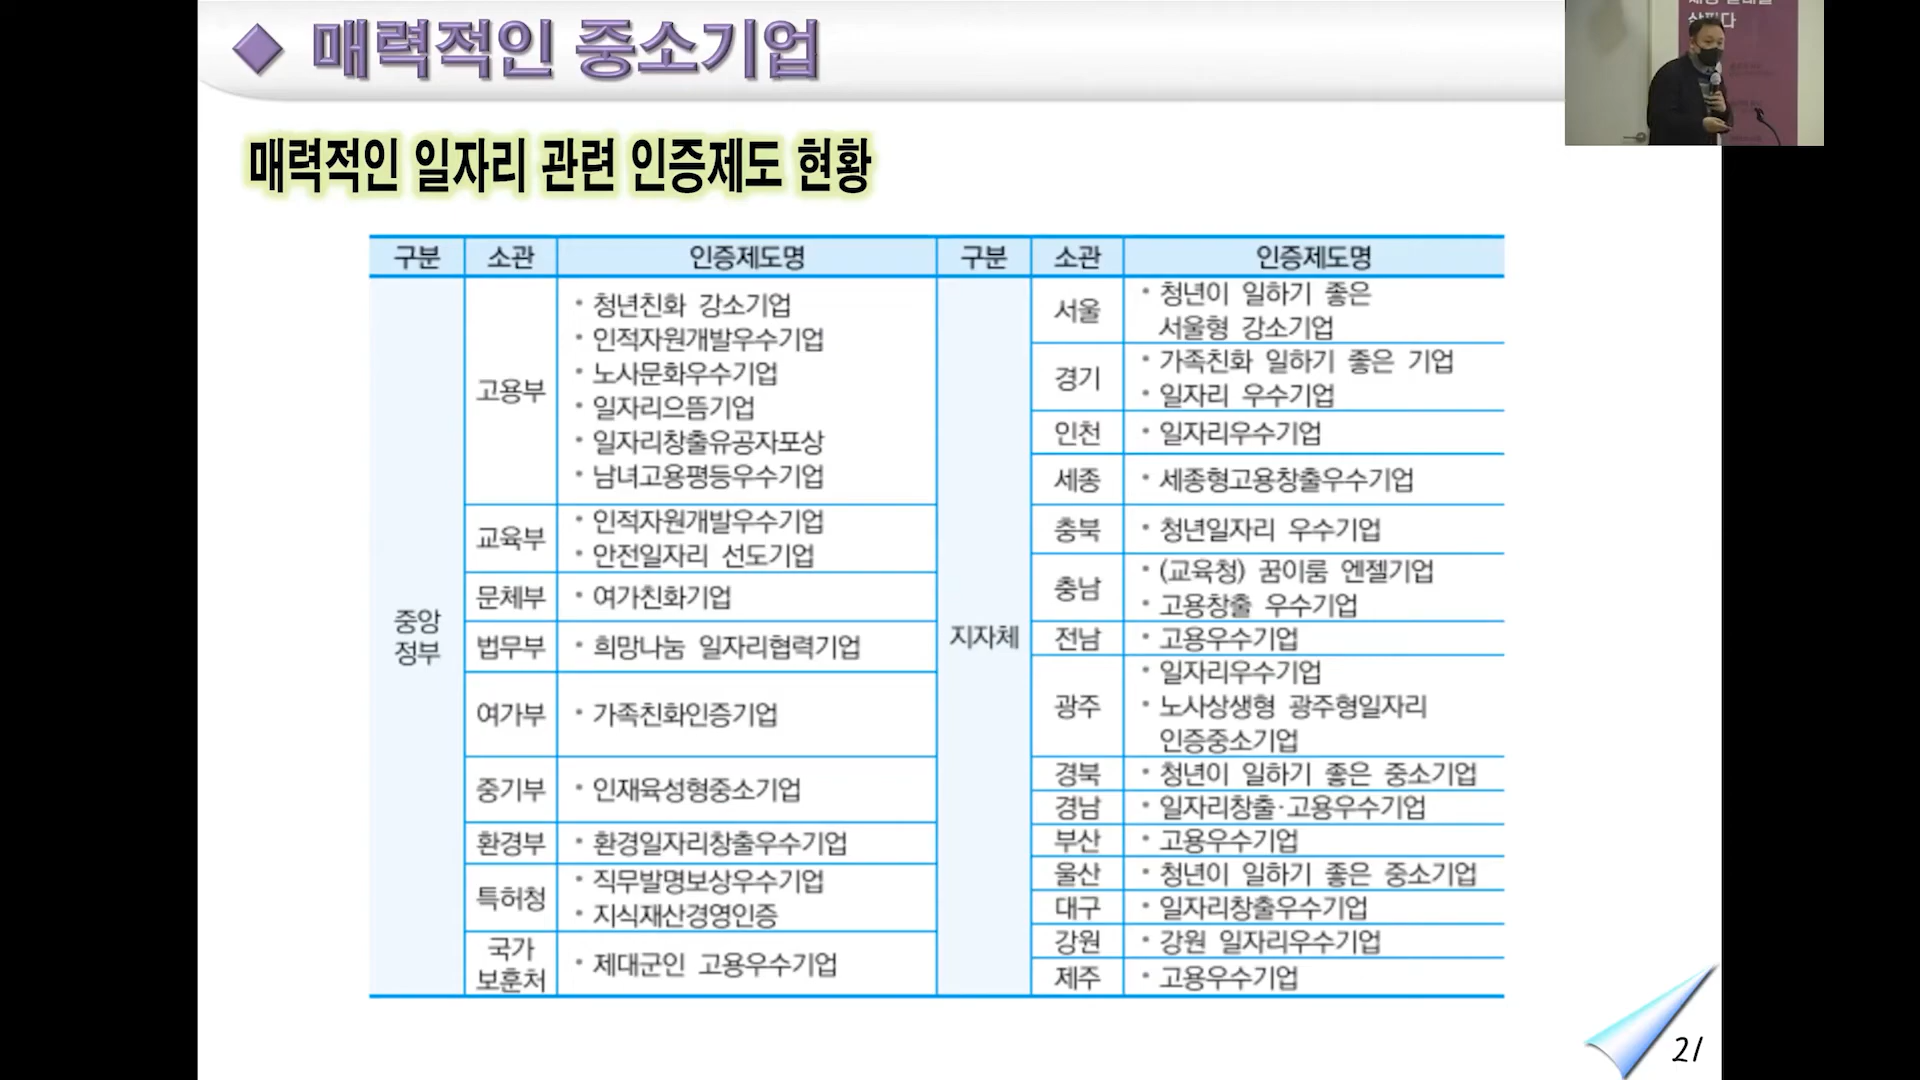 매력적인 중소기업
매력적인 일자리 관련 인증제도 현황
구분 소관 인증제도명 구분 소관 인증제도명
중앙
정부
고용부
• 청년친화 강소기업
• 인적자원개발우수기업
• 노사문화우수기업
• 일자리으뜸기업
• 일자리창출유공자포상
• 남녀고용평등우수기업
교육부
• 인적자원개발우수기업
• 안전일자리 선도기업
문체부
• 여가친화기업
법무부
• 희망나눔 일자리협력기업
여가부
• 가족친화인증기업
중기부
• 인재육성형중소기업
환경부
• 환경일자리창출우수기업
특허청
• 직무발명보상우수기업
• 지식재산경영인증
국가
보훈처
• 제대군인 고용우수기업
지자체
서울
• 청년이 일하기 좋은
서울형 강소기업
경기
• 가족친화 일하기 좋은 기업
• 일자리 우수기업
인천
• 일자리우수기업
세종
• 세종형고용창출우수기업
충북
• 청년일자리 우수기업
충남
• (교육청) 꿈이룸 엔젤기업
• 고용창출 우수기업
전남
• 고용우수기업
광주
• 일자리우수기업
• 노사상생형 광주형일자리
인증중소기업
경북
• 청년이 일하기 좋은 중소기업
경남
• 일자리창출·고용우수기업
부산
• 고용우수기업
울산
• 청년이 일하기 좋은 중소기업
대구
• 일자리창출우수기업
강원
• 강원 일자리우수기업
제주
• 고용우수기업
21